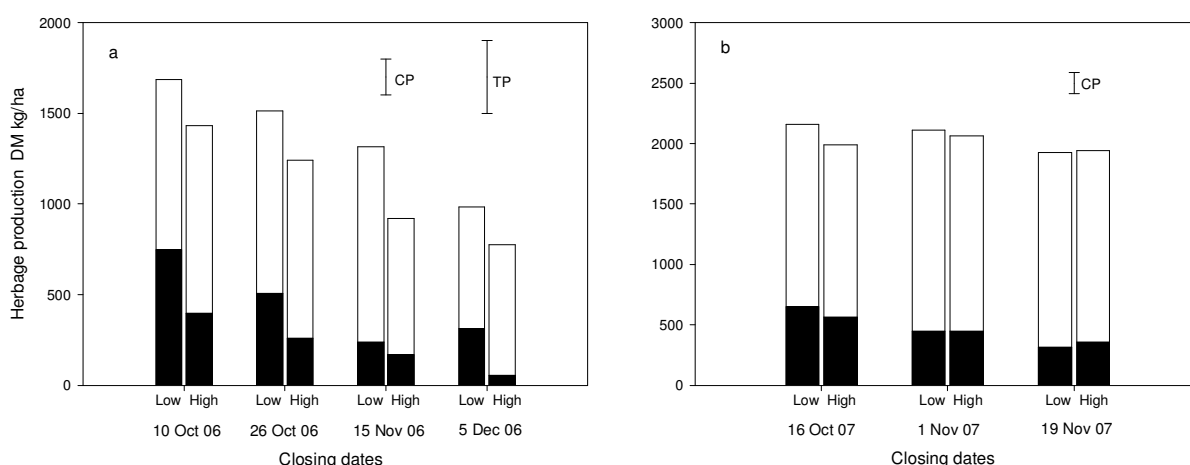 2000
1500
1000
500
0
Herbage production DM kg/ha
a
CP
TP
Low High Low High Low High Low High
10 Oct 06 26 Oct 06 15 Nov 06 5 Dec 06
Closing dates
3000
2500
2000
1500
1000
500
0
b
CP
Low High Low High Low High
16 Oct 07 1 Nov 07 19 Nov 07
Closing dates